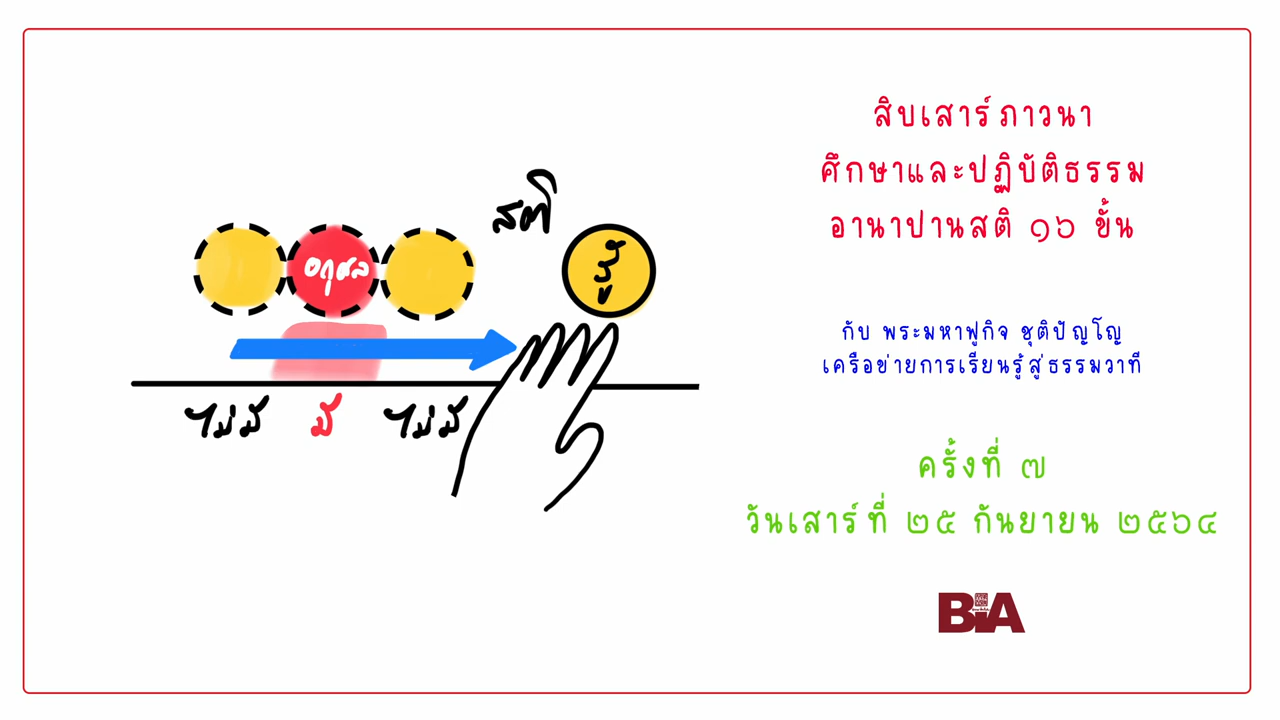 สติ
รู้
อกุศล
ไม่มี
มี
ไม่มี
สิบเสาร์ภาวนา
ศึกษาและปฏิบัติธรรม
อานาปานสติ ๑๖ ขั้น
กับ พระมหาฟูกิจ ชุติปัญโญ
เครือข่ายการเรียนรู้สู่ธรรมวาที
ครั้งที่ ๗
วันเสาร์ที่ ๒๕ กันยายน ๒๕๖๔
BIA